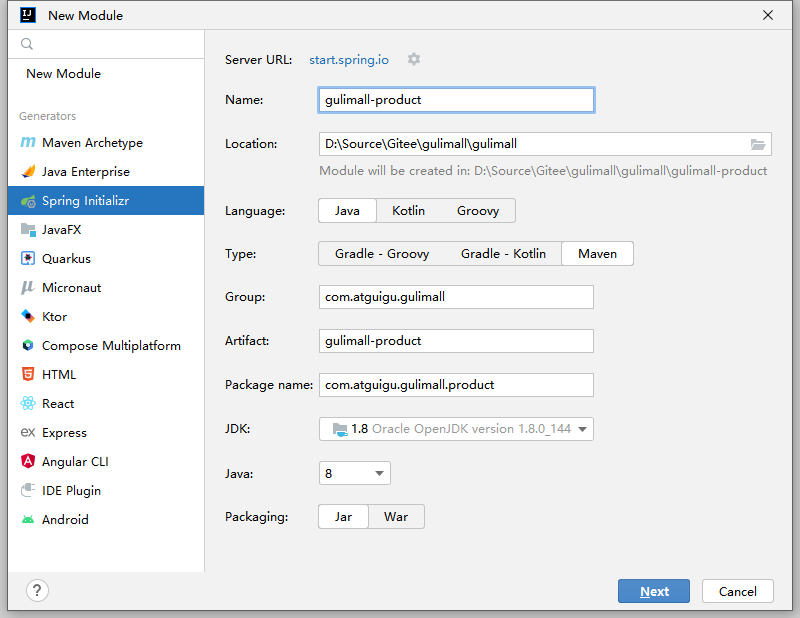 New Module
New Module
Generators
Maven Archetype
Java Enterprise
Spring Initializr
JavaFX
Quarkus
Micronaut
Ktor
Compose Multiplatform
HTML
React
Express
Angular CLI
IDE Plugin
Android
Server URL: start.spring.io
Name: gulimall-product
Location: D:\Source\Gitee\gulimall\gulimall
Module will be created in: D:\Source\Gitee\gulimall\gulimall\gulimall-product
Language: Java Kotlin Groovy
Type: Gradle - Groovy Gradle - Kotlin Maven
Group: com.atguigu.gulimall
Artifact: gulimall-product
Package name: com.atguigu.gulimall.product
JDK: 1.8 Oracle OpenJDK version 1.8.0_144
Java: 8
Packaging: Jar War
? Next Cancel